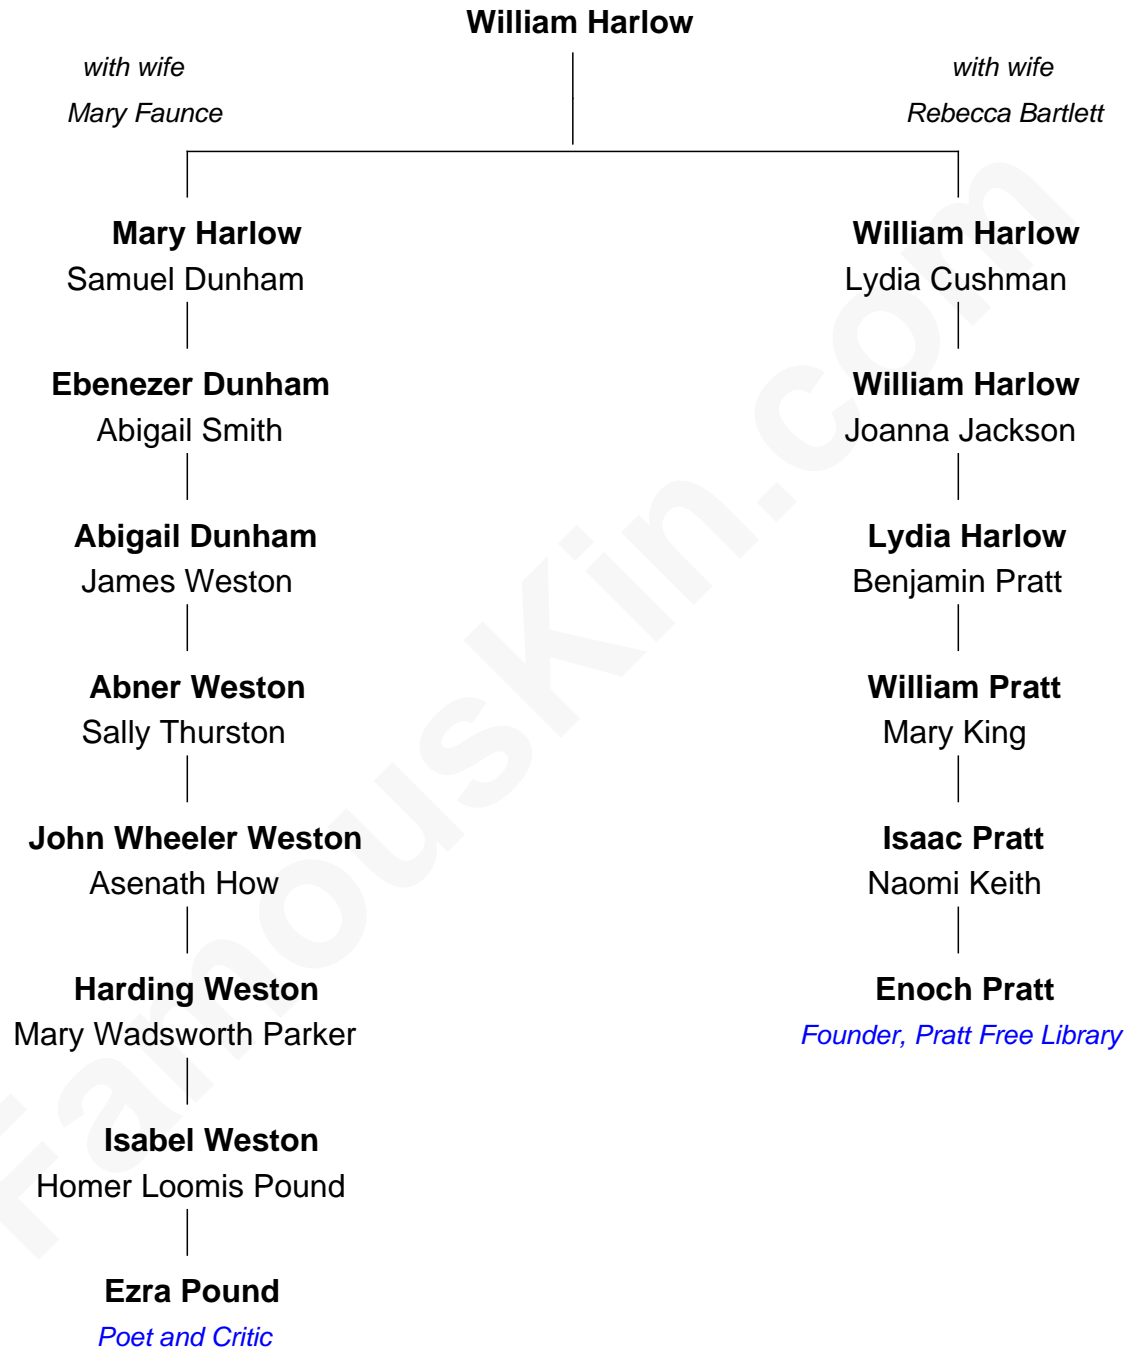 William Harlow
with wife
Mary Faunce
with wife
Rebecca Bartlett
Mary Harlow
Samuel Dunham
Ebenezer Dunham
Abigail Smith
Abigail Dunham
James Weston
Abner Weston
Sally Thurston
John Wheeler Weston
Asenath How
Harding Weston
Mary Wadsworth Parker
Isabel Weston
Homer Loomis Pound
Ezra Pound
Poet and Critic
William Harlow
Lydia Cushman
William Harlow
Joanna Jackson
Lydia Harlow
Benjamin Pratt
William Pratt
Mary King
Isaac Pratt
Naomi Keith
Enoch Pratt
Founder, Pratt Free Library
FamousKin.com